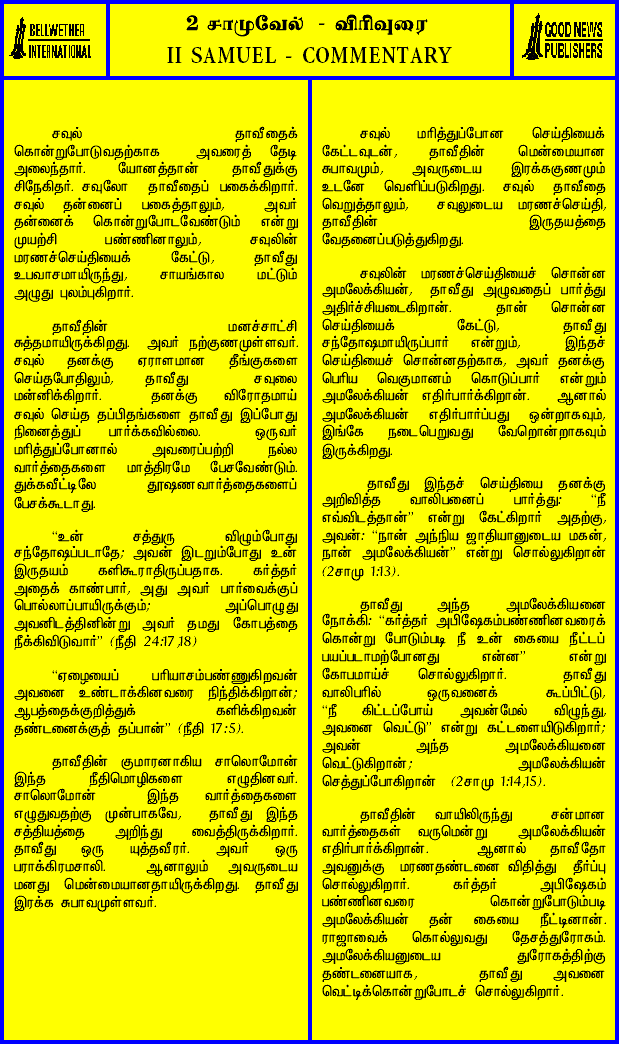 BELLWETHER
INTERNATIONAL
2 சாமுவேல் - விரிவுரை
II SAMUEL - COMMENTARY
GOOD NEWS
PUBLISHERS
சவுல் தாவீதைக்
கொன்றுபோடுவதற்காக அவரைத் தேடி
அலைந்தார். யோனத்தான் தாவீதுக்கு
சிநேகிதர். சவுலோ தாவீதைப் பகைக்கிறார்.
சவுல் தன்னைப் பகைத்தாலும், அவர்
தன்னைக் கொன்றுபோடவேண்டும் என்று
முயற்சி பண்ணினாலும், சவுலின்
மரணச்செய்தியைக் கேட்டு, தாவீது
உபவாசமாயிருந்து, சாயங்கால மட்டும்
அழுது புலம்புகிறார்.
தாவீதின் மனச்சாட்சி
சுத்தமாயிருக்கிறது. அவர் நற்குணமுள்ளவர்.
சவுல் தனக்கு ஏராளமான தீங்குகளை
செய்தபோதிலும், தாவீது சவுலை
மன்னிக்கிறார். தனக்கு விரோதமாய்
சவுல் செய்த தப்பிதங்களை தாவீது இப்போது
நினைத்துப் பார்க்கவில்லை. ஒருவர்
மரித்துப்போனால் அவரைப்பற்றி நல்ல
வார்த்தைகளை மாத்திரமே பேசவேண்டும்.
துக்கவீட்டிலே தூஷணவார்த்தைகளைப்
பேசக்கூடாது.
“உன் சத்துரு விழும்போது
சந்தோஷப்படாதே; அவன் இடறும்போது உன்
இருதயம் களிகூராதிருப்பதாக. கர்த்தர்
அதைக் காண்பார், அது அவர் பார்வைக்குப்
பொல்லாப்பாயிருக்கும்; அப்பொழுது
அவனிடத்தினின்று அவர் தமது கோபத்தை
நீக்கிவிடுவார்” (நீதி 24:17,18)
“ஏழையைப் பரியாசம்பண்ணுகிறவன்
அவனை உண்டாக்கினவரை நிந்திக்கிறான்;
ஆபத்தைக்குறித்துக் களிக்கிறவன்
தண்டனைக்குத் தப்பான்” (நீதி 17:5).
தாவீதின் குமாரனாகிய சாலொமோன்
இந்த நீதிமொழிகளை எழுதினவர்.
சாலொமோன் இந்த வார்த்தைகளை
எழுதுவதற்கு முன்பாகவே, தாவீது இந்த
சத்தியத்தை அறிந்து வைத்திருக்கிறார்.
தாவீது ஒரு யுத்தவீரர். அவர் ஒரு
பராக்கிரமசாலி. ஆனாலும் அவருடைய
மனது மென்மையானதாயிருக்கிறது. தாவீது
இரக்க சுபாவமுள்ளவர்.
சவுல் மரித்துப்போன செய்தியைக்
கேட்டவுடன், தாவீதின் மென்மையான
சுபாவமும், அவருடைய இரக்ககுணமும்
உடனே வெளிப்படுகிறது. சவுல் தாவீதை
வெறுத்தாலும், சவுலுடைய மரணச்செய்தி,
தாவீதின் இருதயத்தை
வேதனைப்படுத்துகிறது.
சவுலின் மரணச்செய்தியைச் சொன்ன
அமலேக்கியன், தாவீது அழுவதைப் பார்த்து
அதிர்ச்சியடைகிறான். தான் சொன்ன
செய்தியைக் கேட்டு, தாவீது
சந்தோஷமாயிருப்பார் என்றும், இந்தச்
செய்தியைச் சொன்னதற்காக, அவர் தனக்கு
பெரிய வெகுமானம் கொடுப்பார் என்றும்
அமலேக்கியன் எதிர்பார்க்கிறான். ஆனால்
அமலேக்கியன் எதிர்பார்ப்பது ஒன்றாகவும்,
இங்கே நடைபெறுவது வேறொன்றாகவும்
இருக்கிறது.
தாவீது இந்தச் செய்தியை தனக்கு
அறிவித்த வாலிபனைப் பார்த்து: “நீ
எவ்விடத்தான்” என்று கேட்கிறார் அதற்கு,
அவன்: “நான் அந்நிய ஜாதியானுடைய மகன்,
நான் அமலேக்கியன்” என்று சொல்லுகிறான்
(2சாமு 1:13).
தாவீது அந்த அமலேக்கியனை
நோக்கி: “கர்த்தர் அபிஷேகம்பண்ணினவரைக்
கொன்று போடும்படி நீ உன் கையை நீட்டப்
பயப்படாமற்போனது என்ன” என்று
கோபமாய்ச் சொல்லுகிறார். தாவீது
வாலிபரில் ஒருவனைக் கூப்பிட்டு,
“நீ கிட்டப்போய் அவன்மேல் விழுந்து,
அவனை வெட்டு” என்று கட்டளையிடுகிறார்;
அவன் அந்த அமலேக்கியனை
வெட்டுகிறான்; அமலேக்கியன்
செத்துப்போகிறான் (2சாமு 1:14,15).
தாவீதின் வாயிலிருந்து சன்மான
வார்த்தைகள் வருமென்று அமலேக்கியன்
எதிர்பார்க்கிறான். ஆனால் தாவீதோ
அவனுக்கு மரணதண்டனை விதித்து தீர்ப்பு
சொல்லுகிறார். கர்த்தர் அபிஷேகம்
பண்ணினவரை கொன்றுபோடும்படி
அமலேக்கியன் தன் கையை நீட்டினான்.
ராஜாவைக் கொல்லுவது தேசத்துரோகம்.
அமலேக்கியனுடைய துரோகத்திற்கு
தண்டனையாக, தாவீது அவனை
வெட்டிக்கொன்றுபோடச் சொல்லுகிறார்.